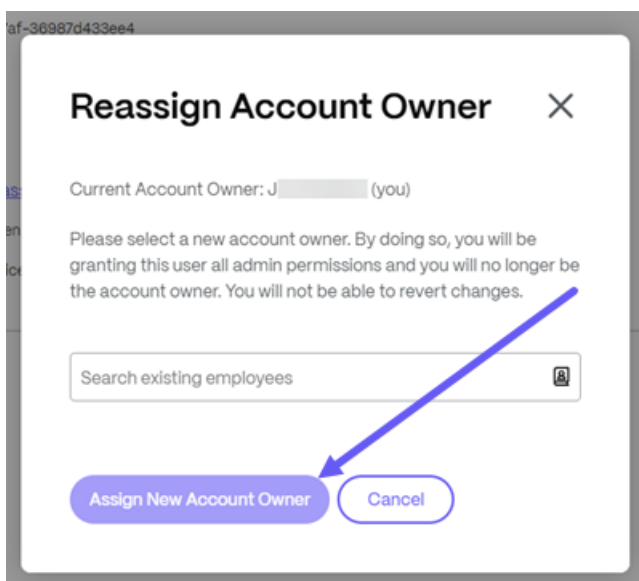 af-36987d433ee4
Reassign Account Owner
Current Account Owner: J (you)
Please select a new account owner. By doing so, you will be
granting this user all admin permissions and you will no longer be
the account owner. You will not be able to revert changes.
Search existing employees
Assign New Account Owner
Cancel